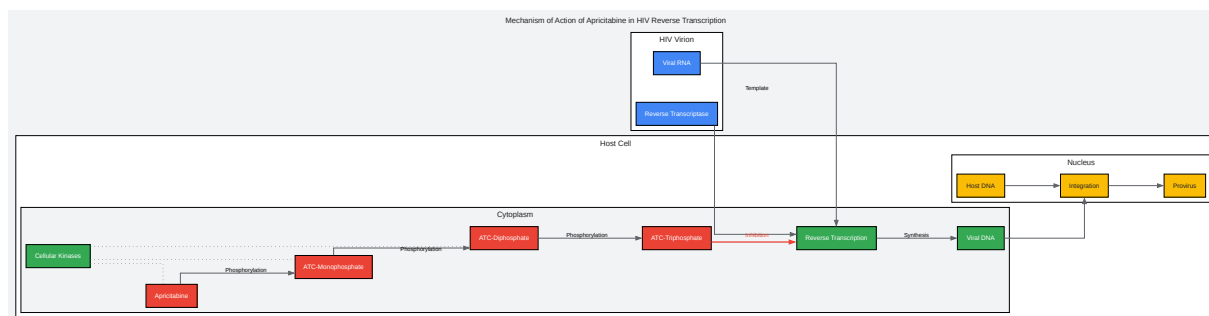 Mechanism of Action of Apricitabine in HIV Reverse Transcription
HIV Virion
Viral RNA
Template
Reverse Transcriptase
Host Cell
Nucleus
Host DNA
Integration
Provirus
Cytoplasm
Cellular Kinases
Apricitabine
Phosphorylation
ATC-Monophosphate
Phosphorylation
ATC-Diphosphate
Phosphorylation
ATC-Triphosphate
Inhibition
Reverse Transcription
Synthesis
Viral DNA